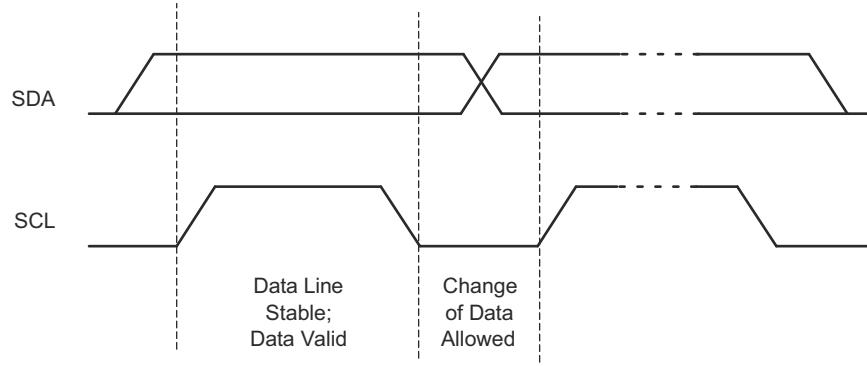 SDA
SCL
Data Line
Stable;
Data Valid
Change
of Data
Allowed